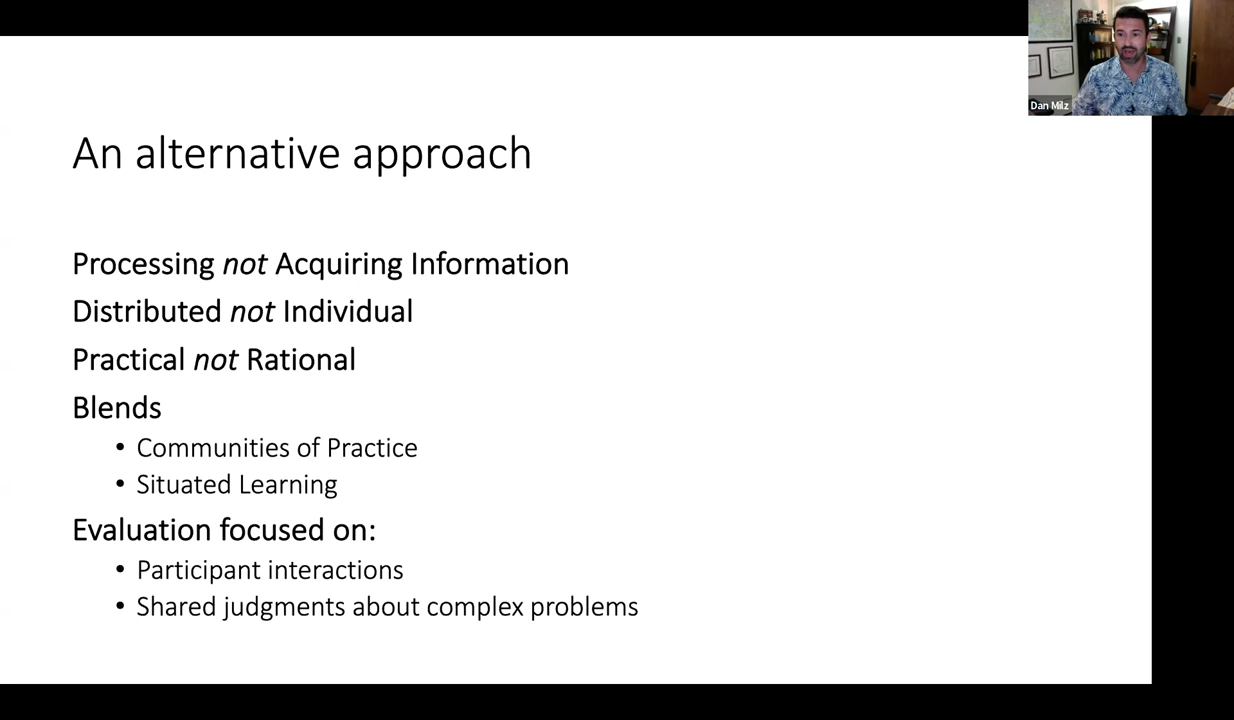 Dan Milz
An alternative approach
Processing not Acquiring Information
Distributed not Individual
Practical not Rational
Blends
• Communities of Practice
• Situated Learning
Evaluation focused on:
• Participant interactions
• Shared judgments about complex problems